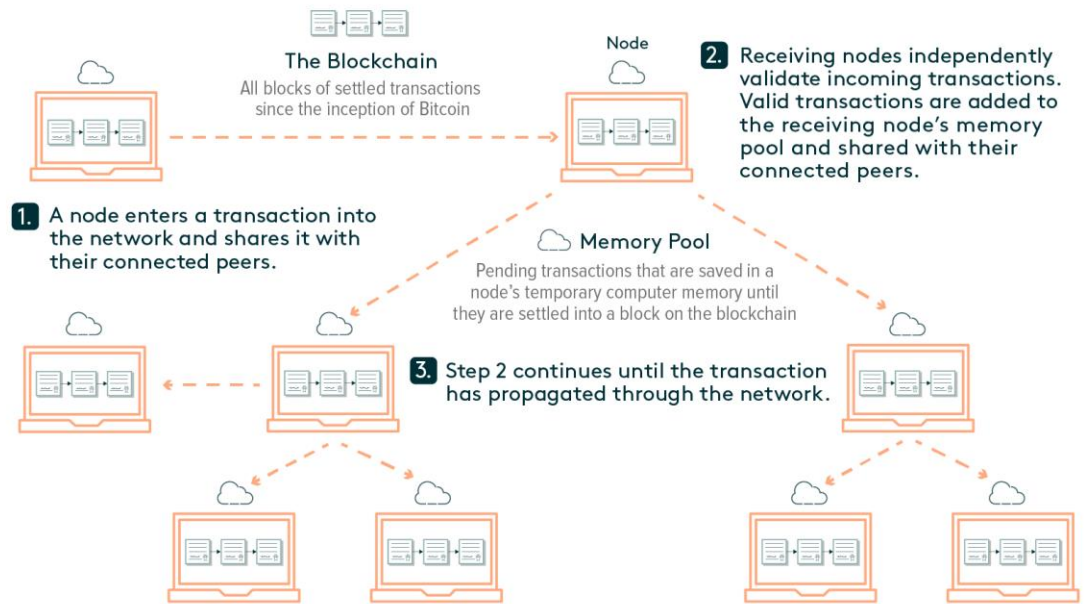 The Blockchain
All blocks of settled transactions
since the inception of Bitcoin
Node
1. A node enters a transaction into
the network and shares it with
their connected peers.
2. Receiving nodes independently
validate incoming transactions.
Valid transactions are added to
the receiving node’s memory
pool and shared with their
connected peers.
Memory Pool
Pending transactions that are saved in a
node’s temporary computer memory until
they are settled into a block on the blockchain
3. Step 2 continues until the transaction
has propagated through the network.